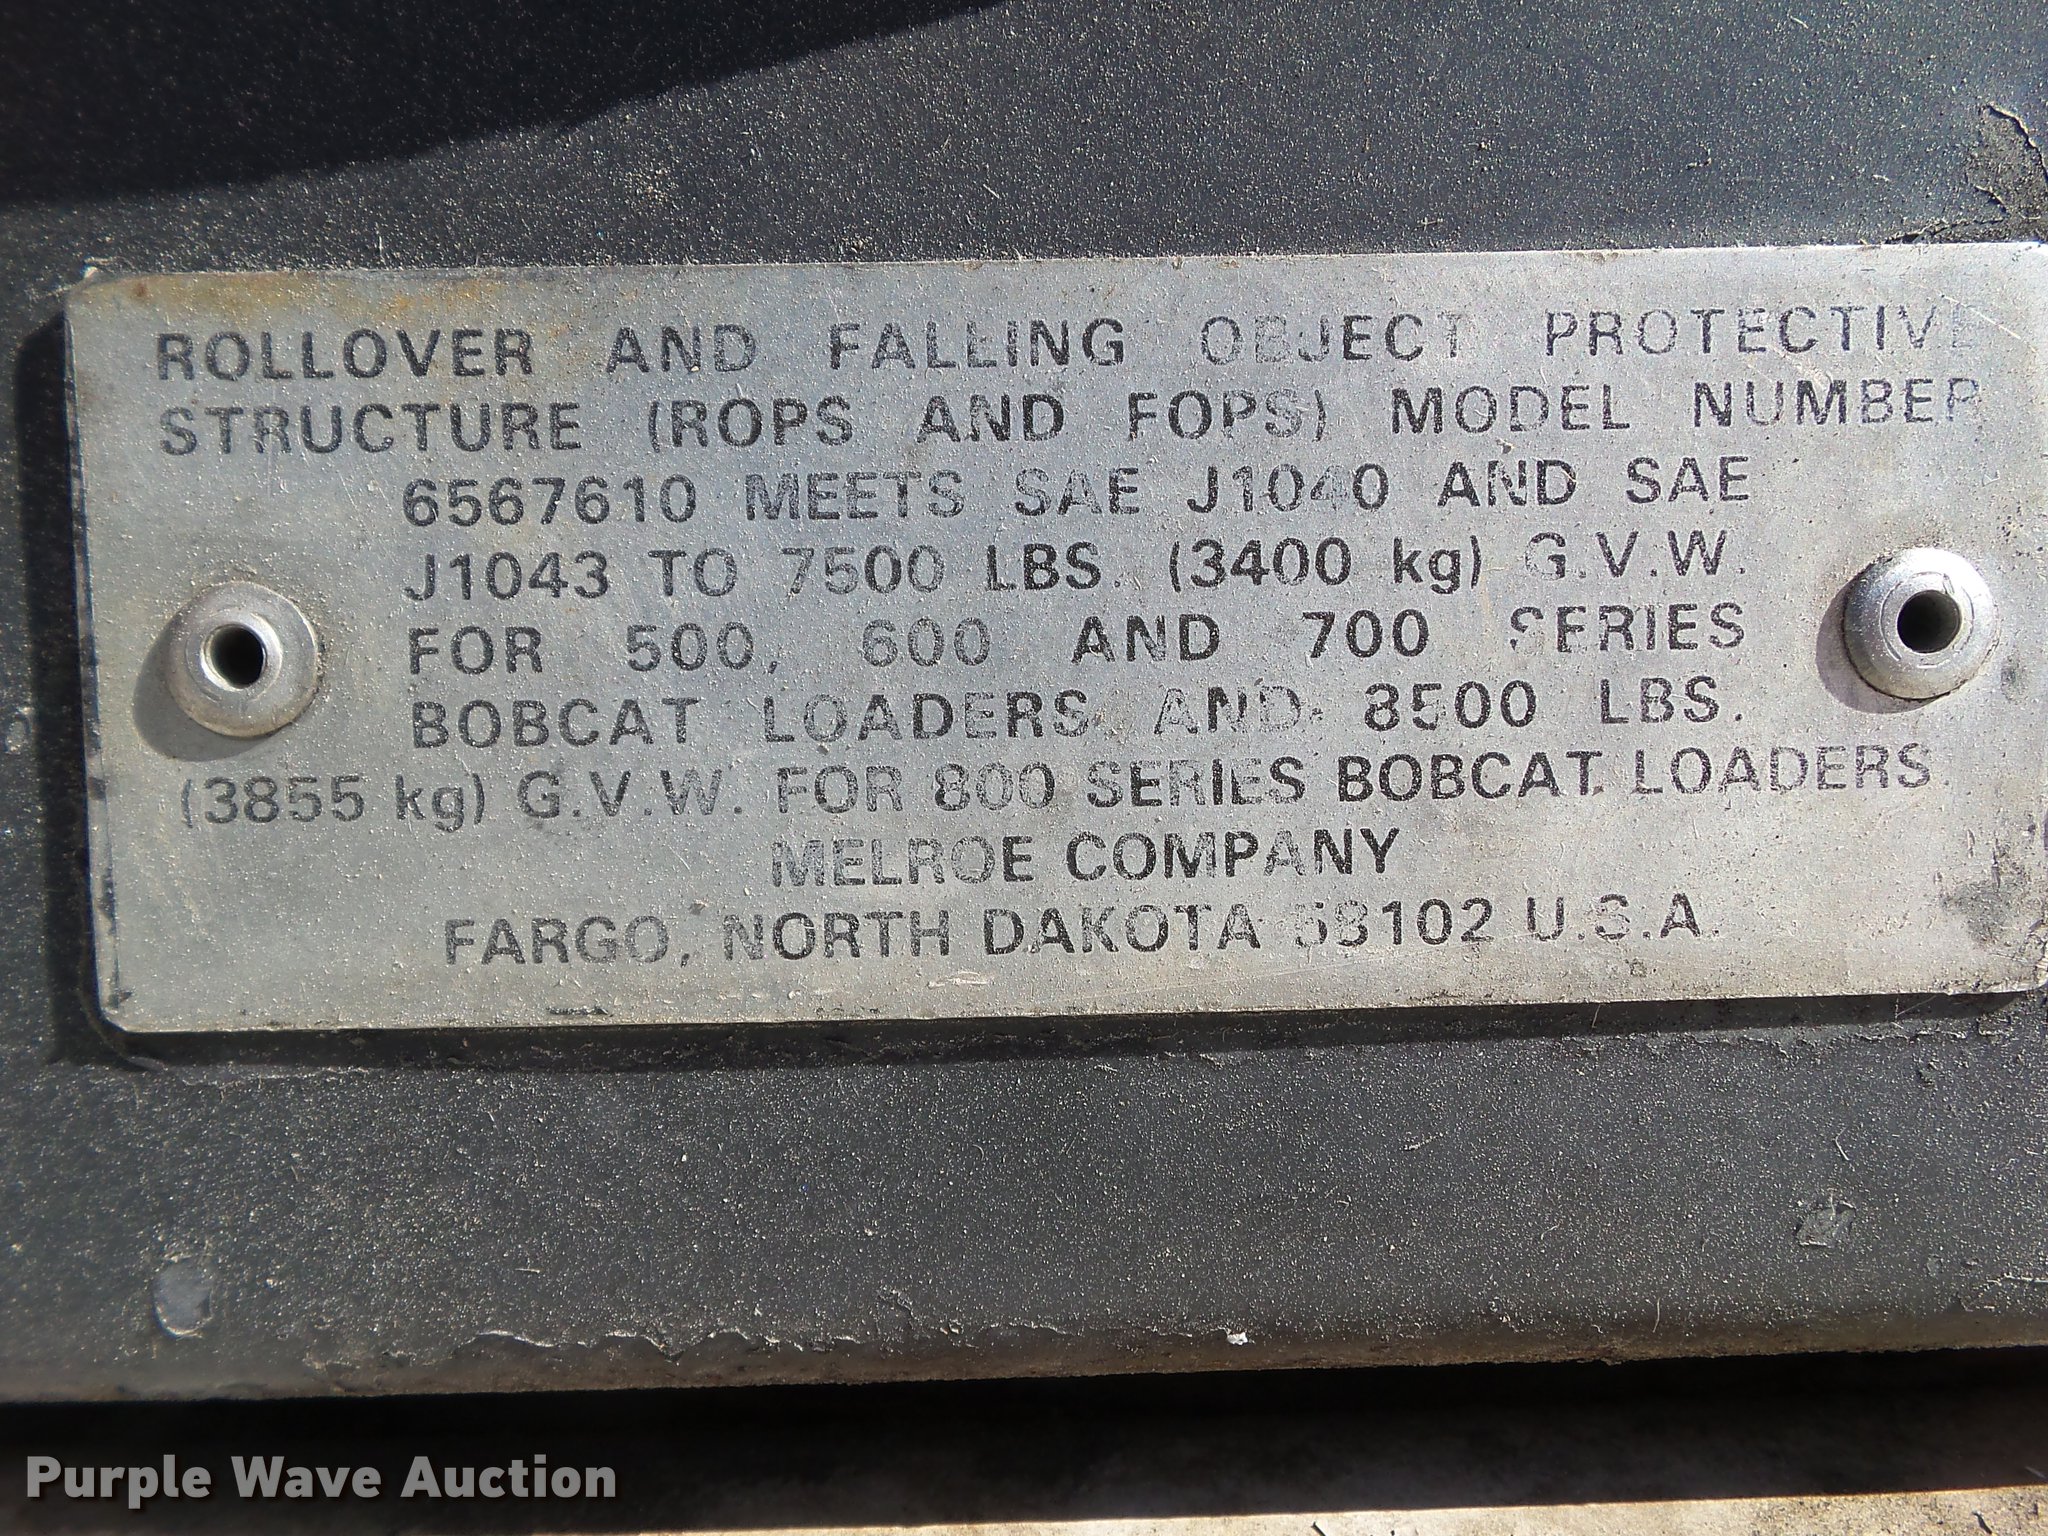 ROLLOVER AND FALLING OBJECT PROTECTIVE
STRUCTURE (ROPS AND FOPS) MODEL NUMBER
6567610 MEETS SAE J1040 AND SAE
J1043 TO 7500 LBS. (3400 kg) G.V.W.
FOR 500, 600 AND 700 SERIES
BOBCAT LOADERS AND 8500 LBS.
(3855 kg) G.V.W. FOR 800 SERIES BOBCAT LOADERS.
MELROE COMPANY
FARGO, NORTH DAKOTA 58102 U.S.A.
Purple Wave Auction